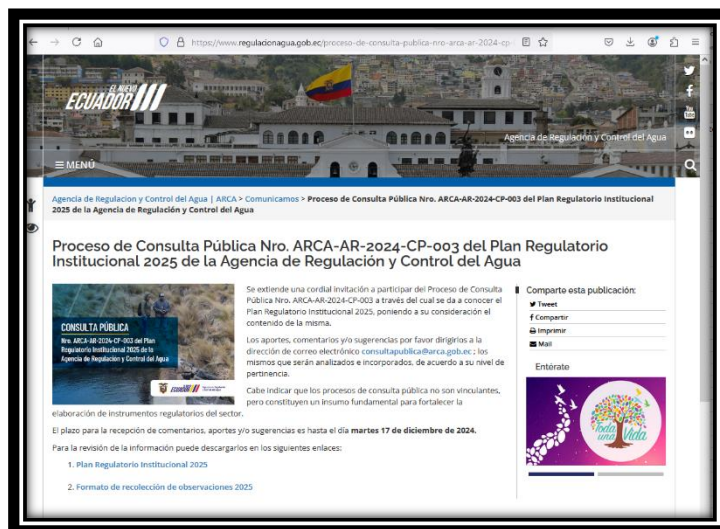 https://www.regulacionagua.gob.ec/proceso-de-consulta-publica-nro-arca-ar-2024-cp-
EL NUEVO
ECUADOR
Agencia de Regulación y Control del Agua
MENÚ
Agencia de Regulacion y Control del Agua | ARCA > Comunicamos > Proceso de Consulta Pública Nro. ARCA-AR-2024-CP-003 del Plan Regulatorio Institucional
2025 de la Agencia de Regulación y Control del Agua
Proceso de Consulta Pública Nro. ARCA-AR-2024-CP-003 del Plan Regulatorio
Institucional 2025 de la Agencia de Regulación y Control del Agua
CONSULTA PÚBLICA
Nro. ARCA-AR-2024-CP-003 del Plan
Regulatorio Institucional 2025 de la
Agencia de Regulación y Control del Agua
Se extiende una cordial invitación a participar del Proceso de Consulta
Pública Nro. ARCA-AR-2024-CP-003 a través del cual se da a conocer el
Plan Regulatorio Institucional 2025, poniendo a su consideración el
contenido de la misma.
Los aportes, comentarios y/o sugerencias por favor dirigirlos a la
dirección de correo electrónico consultapublica@arca.gob.ec ; los
mismos que serán analizados e incorporados, de acuerdo a su nivel de
pertinencia.
Cabe indicar que los procesos de consulta pública no son vinculantes,
pero constituyen un insumo fundamental para fortalecer la
elaboración de instrumentos regulatorios del sector.
El plazo para la recepción de comentarios, aportes y/o sugerencias es hasta el día martes 17 de diciembre de 2024.
Para la revisión de la información puede descargarlos en los siguientes enlaces:
1. Plan Regulatorio Institucional 2025
2. Formato de recolección de observaciones 2025
Comparte esta publicación:
Tweet
Compartir
Imprimir
Mail
Entérate
Toda
una Vida